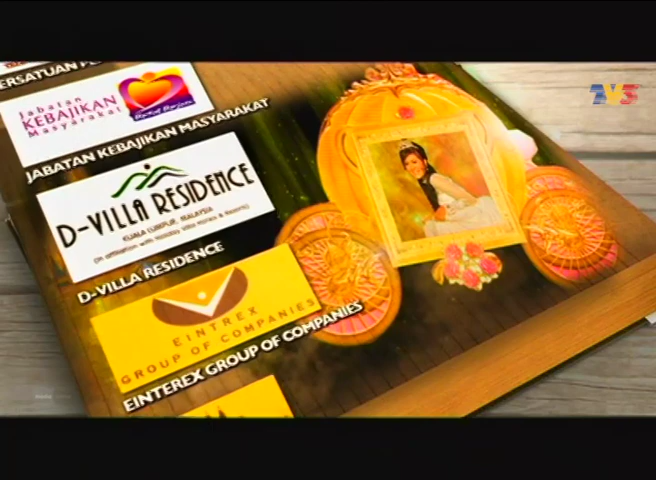 TV3
Jabatan
KEBAJIKAN
Masyarakat
JABATAN KEBAJIKAN MASYARAKAT
D-VILLA RESIDENCE
KUALA LUMPUR, MALAYSIA
D-VILLA RESIDENCE
EINTREX
GROUP OF COMPANIES
EINTEREX GROUP OF COMPANIES